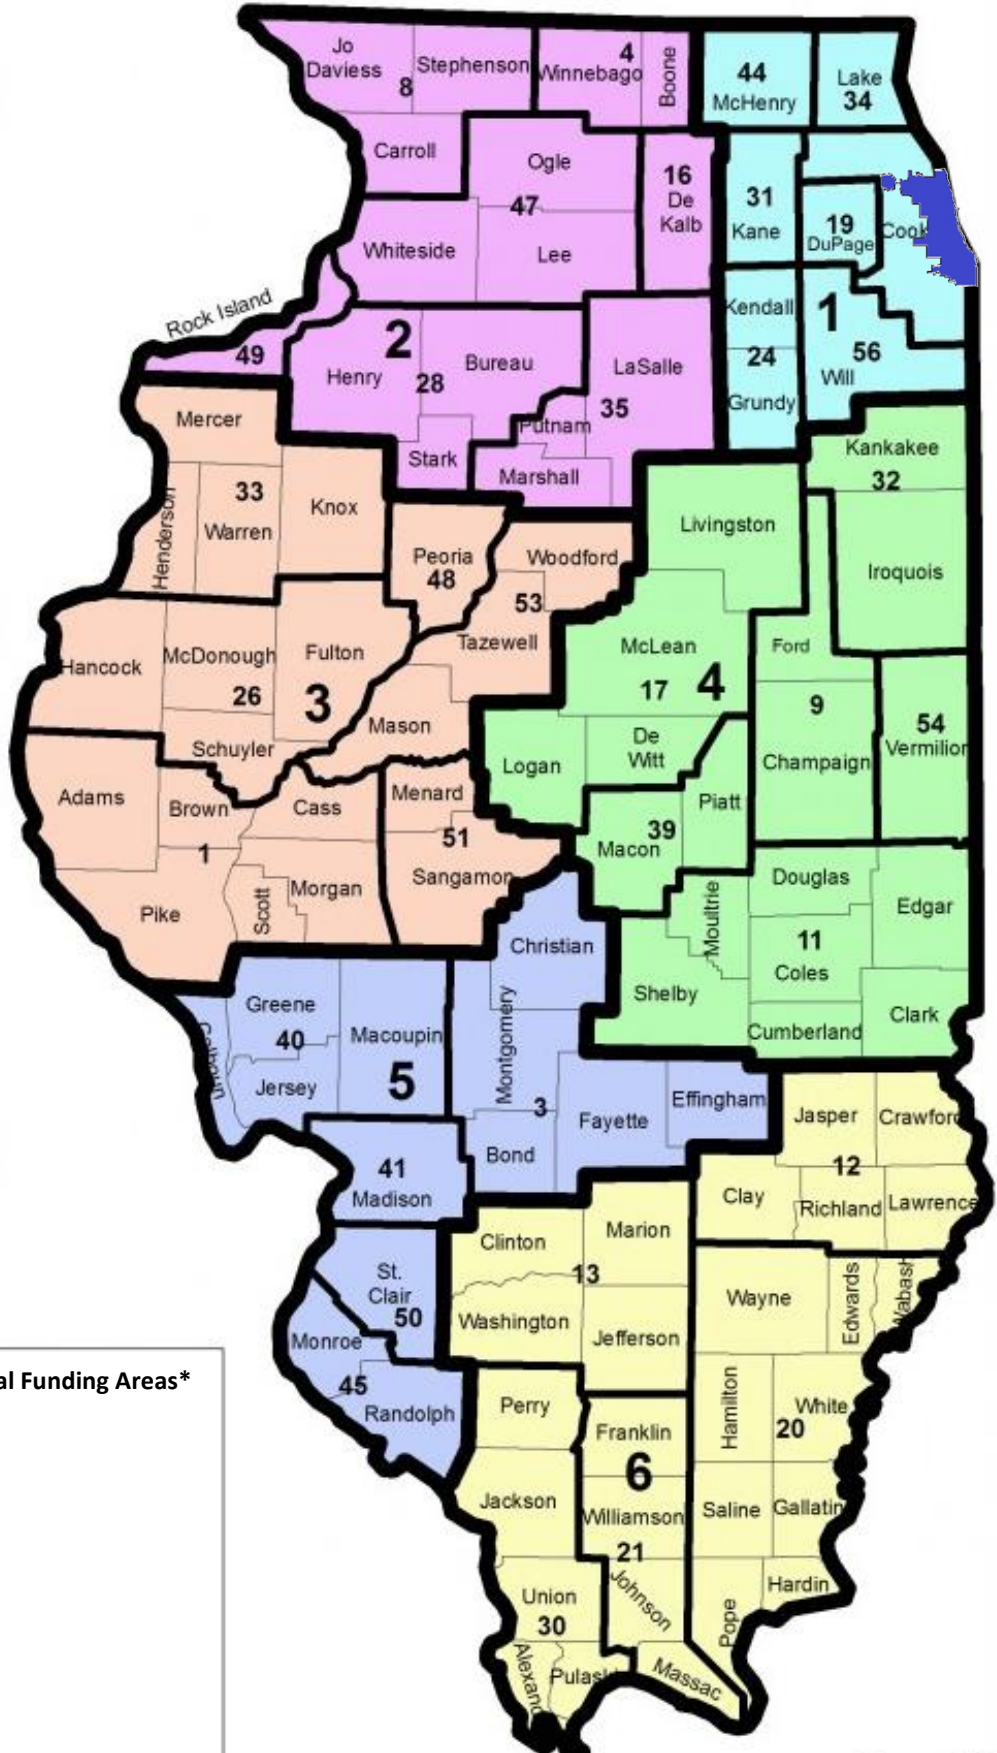 Jo
Daviess
8
Stephenson
4
Winnebago
Boone
44
McHenry
Lake
34
Carroll
Ogle
47
16
De
Kalb
31
Kane
19
DuPage
Cook
Whiteside
Lee
Rock Island
49
2
Henry
28
Bureau
LaSalle
35
Kendall
24
Grundy
1
56
Will
Putnam
Stark
Marshall
Mercer
Henderson
33
Warren
Knox
Peoria
48
Woodford
53
Tazewell
Livingston
Kankakee
32
Iroquois
Hancock
McDonough
Fulton
26
3
Schuyler
Mason
McLean
17
4
Ford
9
Champaign
54
Vermilion
Logan
De
Witt
Piatt
39
Macon
Adams
Brown
Cass
Menard
1
51
Sangamon
Pike
Scott
Morgan
Moultrie
Douglas
Edgar
11
Coles
Shelby
Cumberland
Clark
Christian
Greene
40
Macoupin
Calhoun
Jersey
5
Montgomery
3
Fayette
Effingham
Bond
41
Madison
Jasper
Crawford
12
Clay
Richland
Lawrence
Clinton
Marion
13
Washington
Jefferson
St.
Clair
50
Monroe
45
Randolph
Wayne
Edwards
Wabash
Hamilton
White
20
Perry
Franklin
6
Jackson
Williamson
21
Saline
Gallatin
Union
30
Johnson
Pope
Hardin
Alexand
Pulaski
Massac
al Funding Areas*